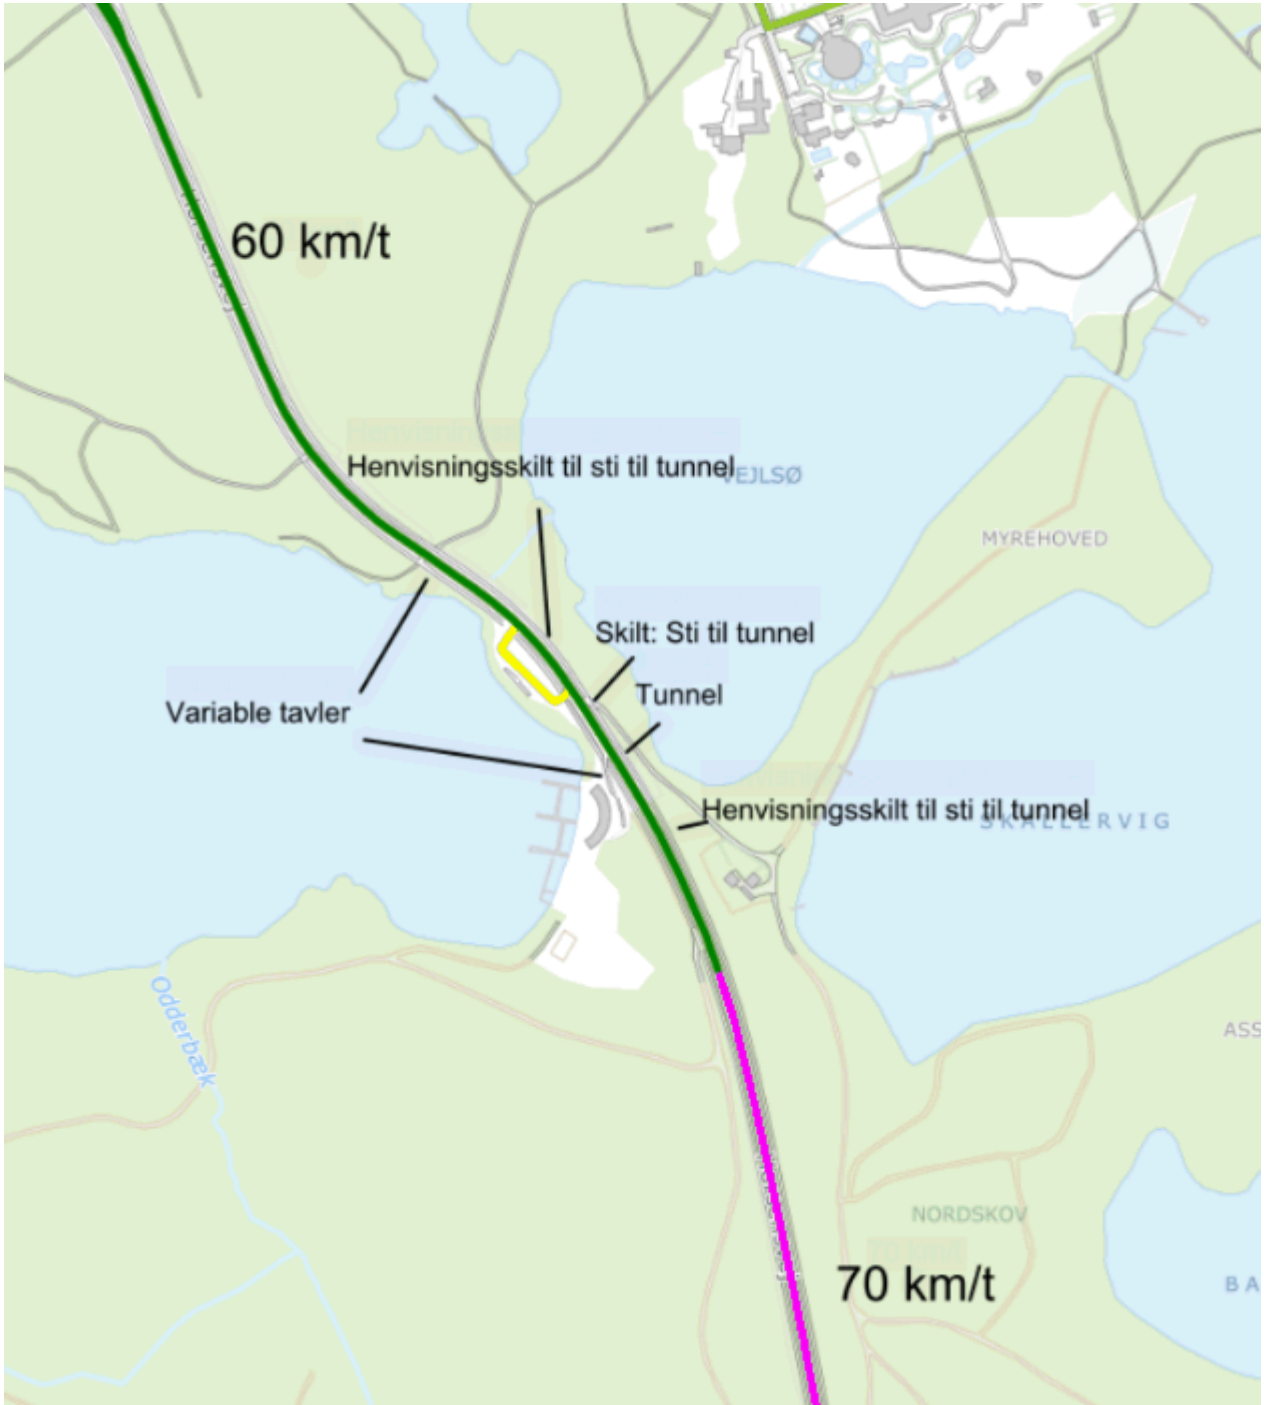 60 km/t
Henvisningsskilt til sti til tunnel
VEJLSØ
MYREHOVED
Skilt: Sti til tunnel
Tunnel
Variable tavler
Henvisningsskilt til sti til tunnel
SKALLERVIG
Odderbæk
ASS
NORDSKOV
70 km/t
BA